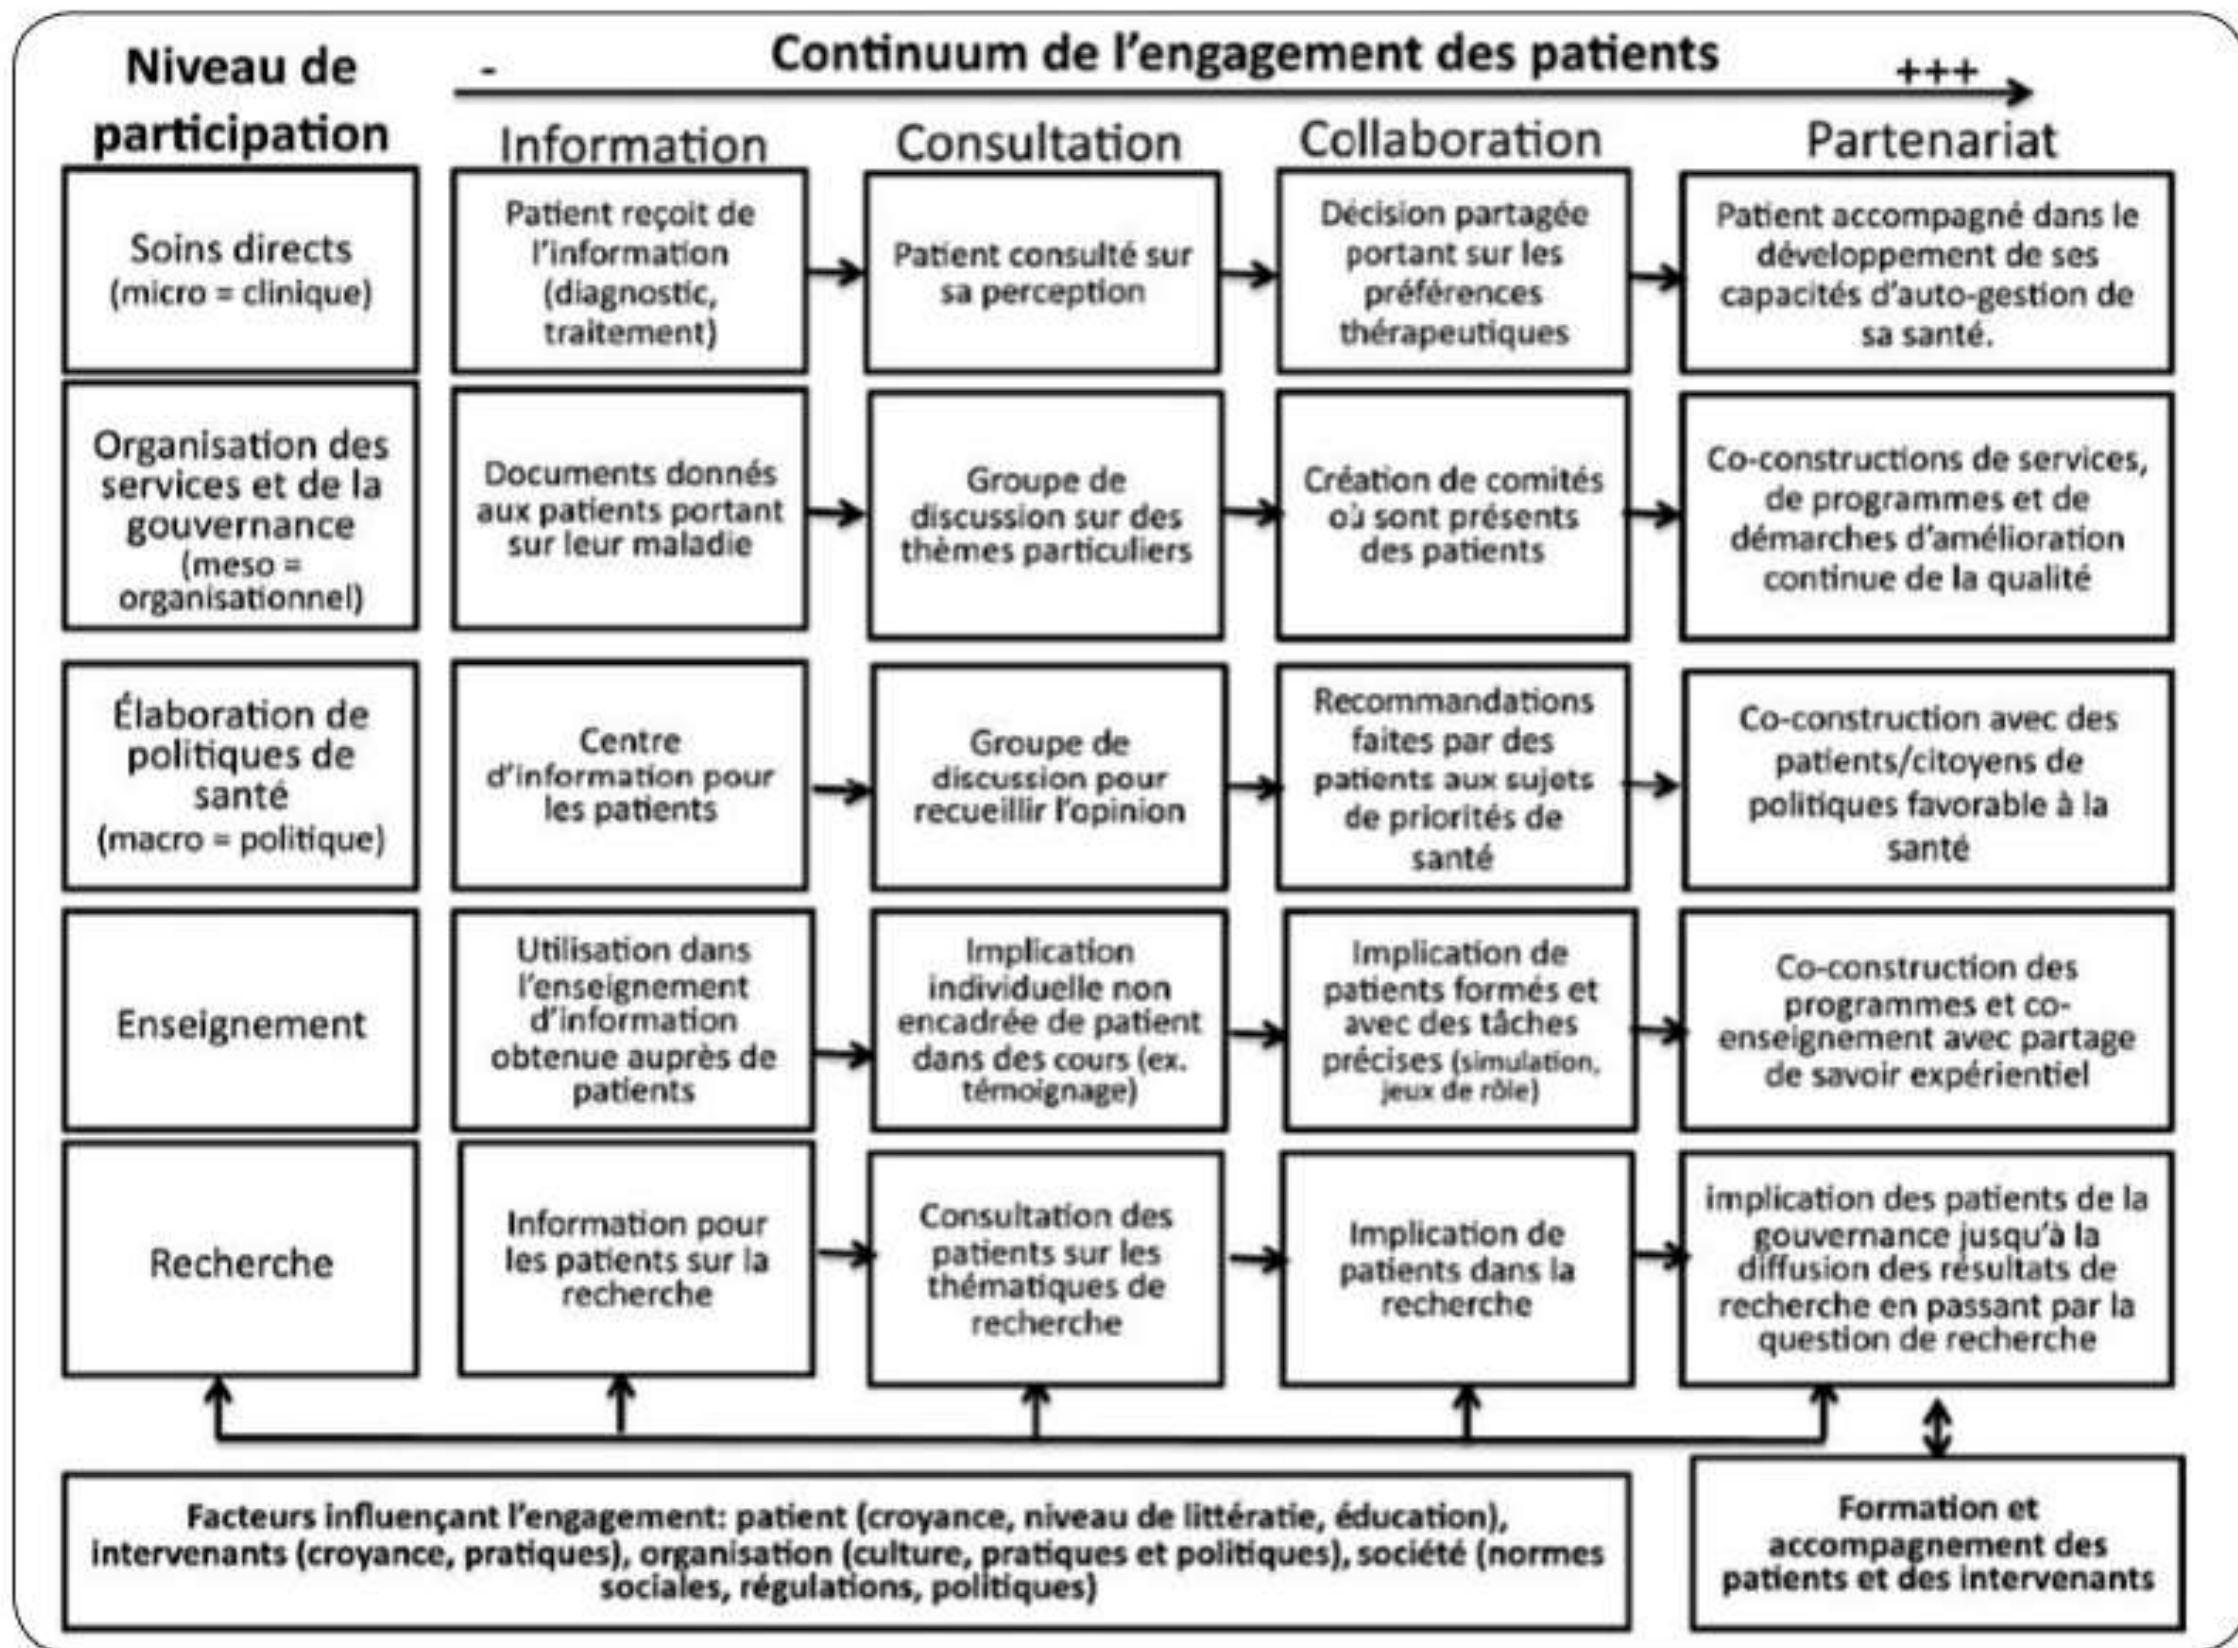 Niveau de
participation
-
Continuum de l'engagement des patients
+++
Information
Consultation
Collaboration
Partenariat
Soins directs
(micro = clinique)
Patient reçoit de
l'information
(diagnostic,
traitement)
Patient consulté sur
sa perception
Décision partagée
portant sur les
préférences
thérapeutiques
Patient accompagné dans le
développement de ses
capacités d'auto-gestion de
sa santé.
Organisation des
services et de la
gouvernance
(meso =
organisationnel)
Documents donnés
aux patients portant
sur leur maladie
Groupe de
discussion sur des
thèmes particuliers
Création de comités
où sont présents
des patients
Co-constructions de services,
de programmes et de
démarches d'amélioration
continue de la qualité
Élaboration de
politiques de
santé
(macro = politique)
Centre
d'information pour
les patients
Groupe de
discussion pour
recueillir l'opinion
Recommandations
faites par des
patients aux sujets
de priorités de
santé
Co-construction avec des
patients/citoyens de
politiques favorable à la
santé
Enseignement
Utilisation dans
l'enseignement
d'information
obtenue auprès de
patients
Implication
individuelle non
encadrée de patient
dans des cours (ex.
témoignage)
Implication de
patients formés et
avec des tâches
précises (simulation,
jeux de rôle)
Co-construction des
programmes et co-
enseignement avec partage
de savoir expérientiel
Recherche
Information pour
les patients sur la
recherche
Consultation des
patients sur les
thématiques de
recherche
Implication de
patients dans la
recherche
implication des patients de la
gouvernance jusqu'à la
diffusion des résultats de
recherche en passant par la
question de recherche
Facteurs influençant l'engagement: patient (croyance, niveau de littératie, éducation),
intervenants (croyance, pratiques), organisation (culture, pratiques et politiques), société (normes
sociales, régulations, politiques)
Formation et
accompagnement des
patients et des intervenants